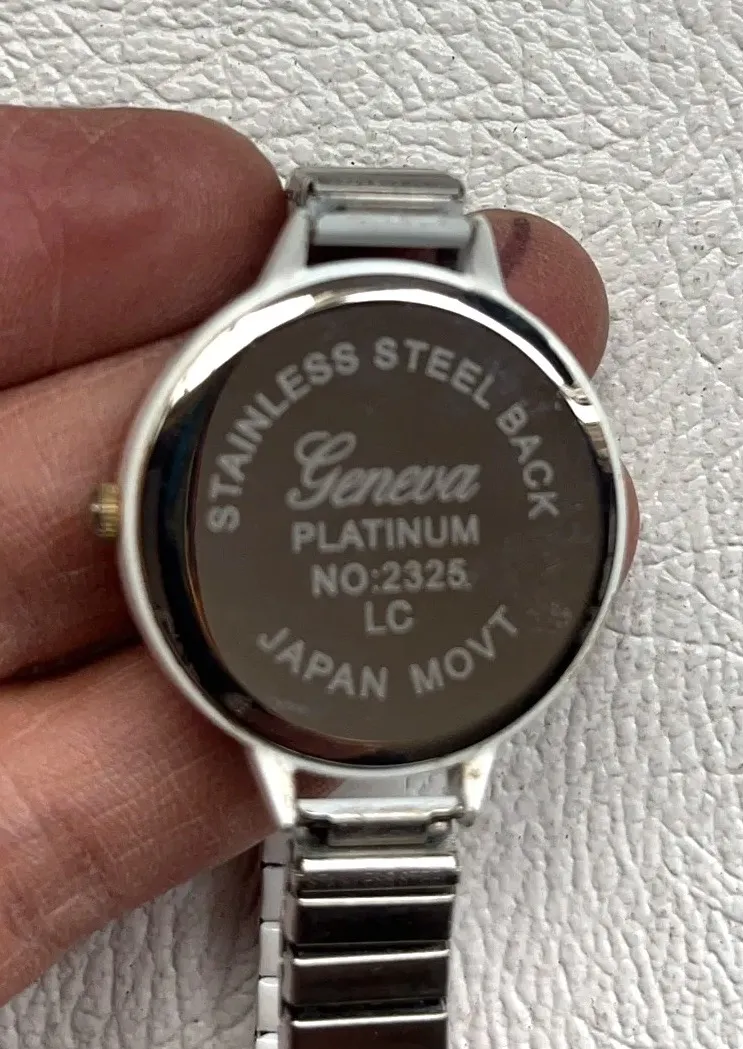 STAINLESS STEEL BACK
Geneva
PLATINUM
NO:2325
LC
JAPAN MOVT